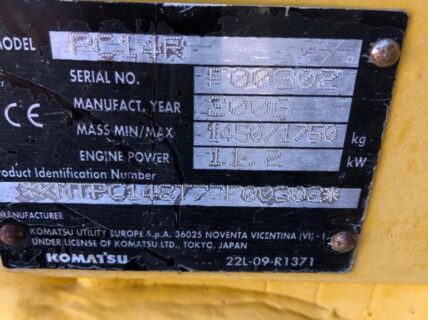 MODEL PC14R
SERIAL NO. F00302
MANUFACT. YEAR 2006
CE
MASS MIN/MAX 1450/1750 kg
ENGINE POWER 11.2 kW
Product Identification Number
MANUFACTURER
KOMATSU UTILITY EUROPE S.p.A. 36025 NOVENTA VICENTINA (VI) - I
UNDER LICENSE OF KOMATSU LTD., TOKYO, JAPAN
KOMATSU 22L-09-R1371